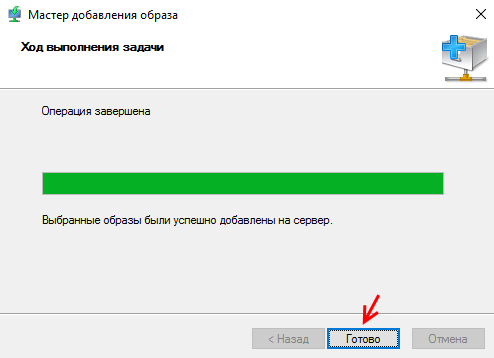 Мастер добавления образа
Ход выполнения задачи
Операция завершена
Выбранные образы были успешно добавлены на сервер.
< Назад
Готово
Отмена